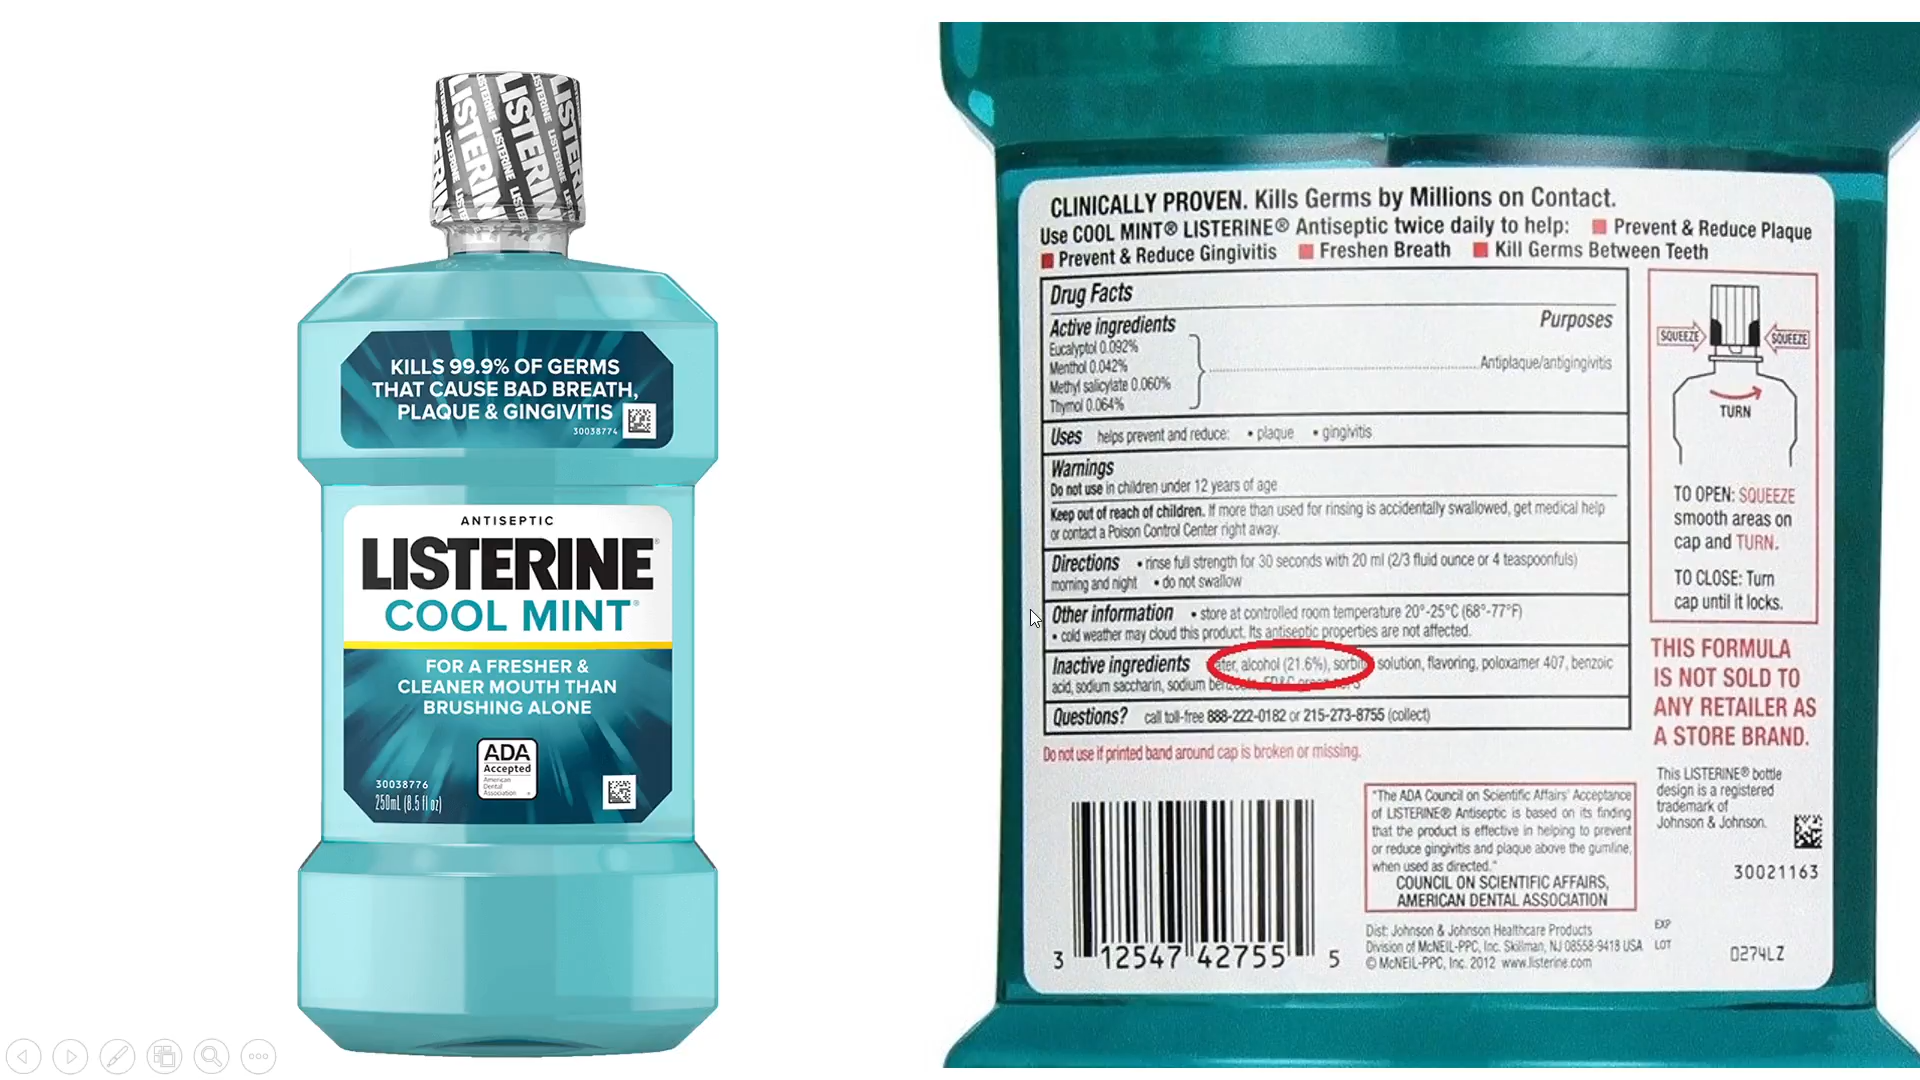 LISTERINE
KILLS 99.9% OF GERMS
THAT CAUSE BAD BREATH,
PLAQUE & GINGIVITIS
30038774
ANTISEPTIC
LISTERINE®
COOL MINT®
FOR A FRESHER &
CLEANER MOUTH THAN
BRUSHING ALONE
ADA
Accepted
American
Dental
Association
30038776
250mL (8.5 fl oz)
CLINICALLY PROVEN. Kills Germs by Millions on Contact.
Use COOL MINT® LISTERINE® Antiseptic twice daily to help: Prevent & Reduce Plaque
Prevent & Reduce Gingivitis Freshen Breath Kill Germs Between Teeth
Drug Facts
Active ingredients Purposes
Eucalyptol 0.092%
Menthol 0.042%
Methyl salicylate 0.060%
Thymol 0.064%
Antiplaque/antigingivitis
Uses helps prevent and reduce: • plaque • gingivitis
Warnings
Do not use in children under 12 years of age
Keep out of reach of children. If more than used for rinsing is accidentally swallowed, get medical help
or contact a Poison Control Center right away.
Directions • rinse full strength for 30 seconds with 20 ml (2/3 fluid ounce or 4 teaspoonfuls)
morning and night • do not swallow
Other information • store at controlled room temperature 20°-25°C (68°-77°F)
• cold weather may cloud this product. Its antiseptic properties are not affected.
Inactive ingredients alcohol (21.6%), solution, flavoring, poloxamer 407, benzoic
acid, sodium saccharin, sodium
Questions? call toll-free 888-222-0182 or 215-273-8755 (collect)
Do not use if printed band around cap is broken or missing.
SQUEEZE SQUEEZE
TURN
TO OPEN: SQUEEZE
smooth areas on
cap and TURN.
TO CLOSE: Turn
cap until it locks.
THIS FORMULA
IS NOT SOLD TO
ANY RETAILER AS
A STORE BRAND.
This LISTERINE® bottle
design is a registered
trademark of
Johnson & Johnson.
30021163
"The ADA Council on Scientific Affairs' Acceptance
of LISTERINE® Antiseptic is based on its finding
that the product is effective in helping to prevent
or reduce gingivitis and plaque above the gumline,
when used as directed."
COUNCIL ON SCIENTIFIC AFFAIRS,
AMERICAN DENTAL ASSOCIATION
3 12547 42755 5
Dist: Johnson & Johnson Healthcare Products
Division of McNEIL-PPC, Inc. Skillman, NJ 08558-9418 USA
© McNEIL-PPC, Inc. 2012 www.listerine.com
EXP
LOT
0274LZ